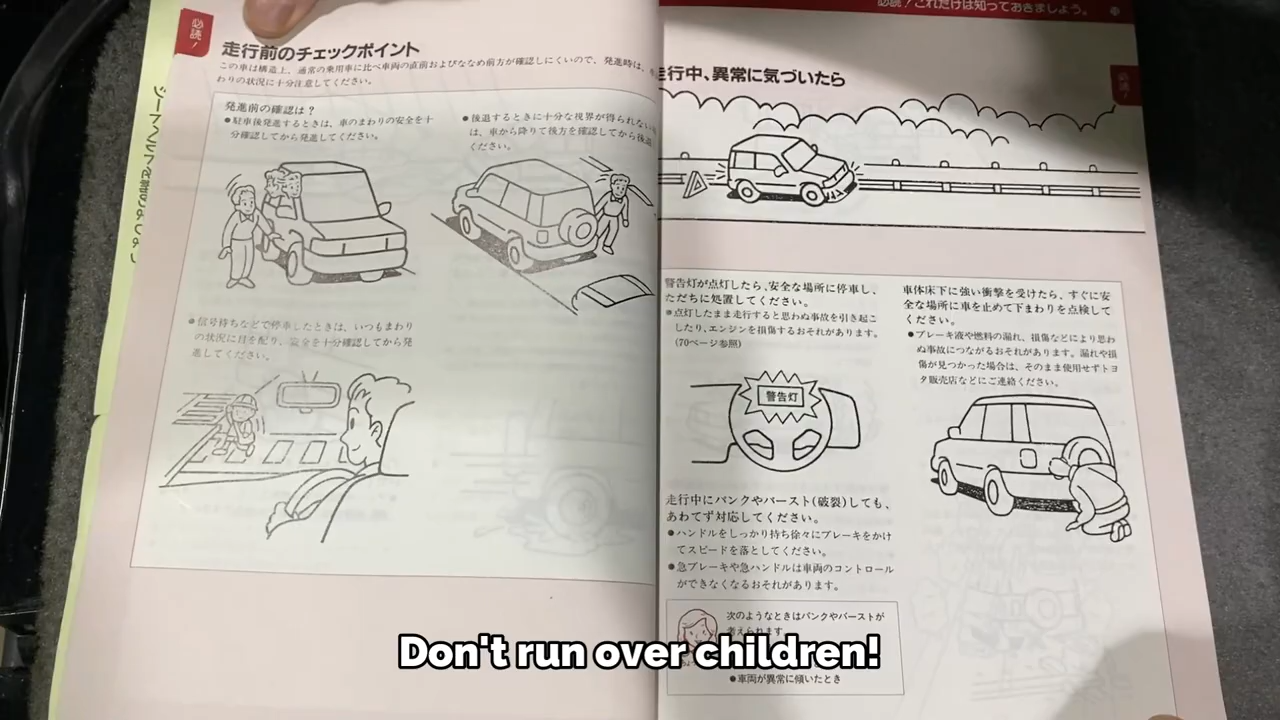 必読！
走行前のチェックポイント
この車は構造上、通常の乗用車に比べ車両の直前およびななめ前方が確認しにくいので、発進時は、
わりの状況に十分注意してください。
発進前の確認は？
●駐車後発進するときは、車のまわりの安全を十
分確認してから発進してください。
●後退するときに十分な視界が得られない
は、車から降りて後方を確認してから後退
ください。
●信号待ちなどで停車したときは、いつもまわり
の状況に目を配り、安全を十分確認してから発
進してください。
シートベルトを締めましょう
必読！これだけは知っておきましょう。
走行中、異常に気づいたら
必読！
警告灯が点灯したら、安全な場所に停車し、
ただちに処置してください。
●点灯したまま走行すると思わぬ事故を引き起こ
したり、エンジンを損傷するおそれがあります。
(70ページ参照)
警告灯
走行中にパンクやバースト(破裂)しても、
あわてず対応してください。
●ハンドルをしっかり持ち徐々にブレーキをかけ
てスピードを落としてください。
●急ブレーキや急ハンドルは車両のコントロール
ができなくなるおそれがあります。
次のようなときはパンクやバーストが
考えられます
●車両が異常に傾いたとき
車体床下に強い衝撃を受けたら、すぐに安
全な場所に車を止めて下まわりを点検して
ください。
●ブレーキ液や燃料の漏れ、損傷などにより思わ
ぬ事故につながるおそれがあります。漏れや損
傷が見つかった場合は、そのまま使用せずトヨ
タ販売店などにご連絡ください。
Don't run over children!